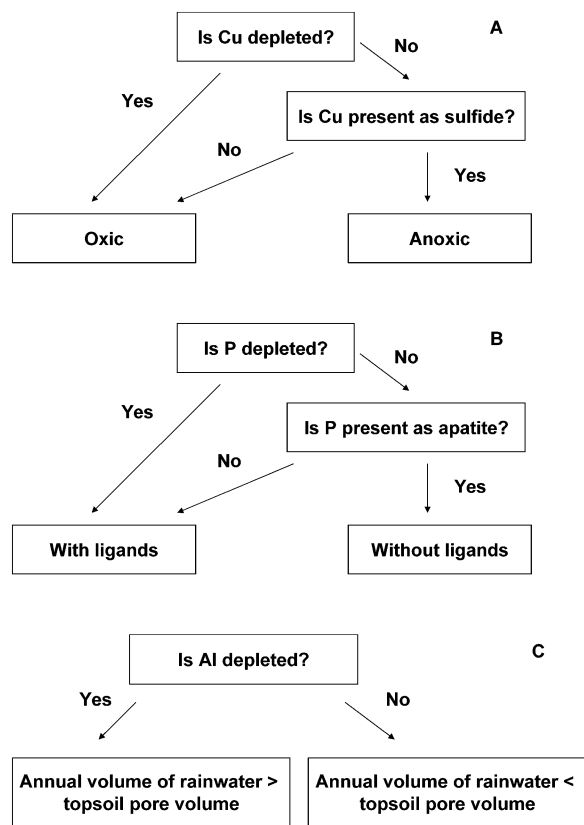 Is Cu depleted?
A
No
Yes
Is Cu present as sulfide?
No
Yes
Oxic
Anoxic
Is P depleted?
B
No
Yes
Is P present as apatite?
No
Yes
With ligands
Without ligands
Is Al depleted?
C
Yes
No
Annual volume of rainwater >
topsoil pore volume
Annual volume of rainwater <
topsoil pore volume